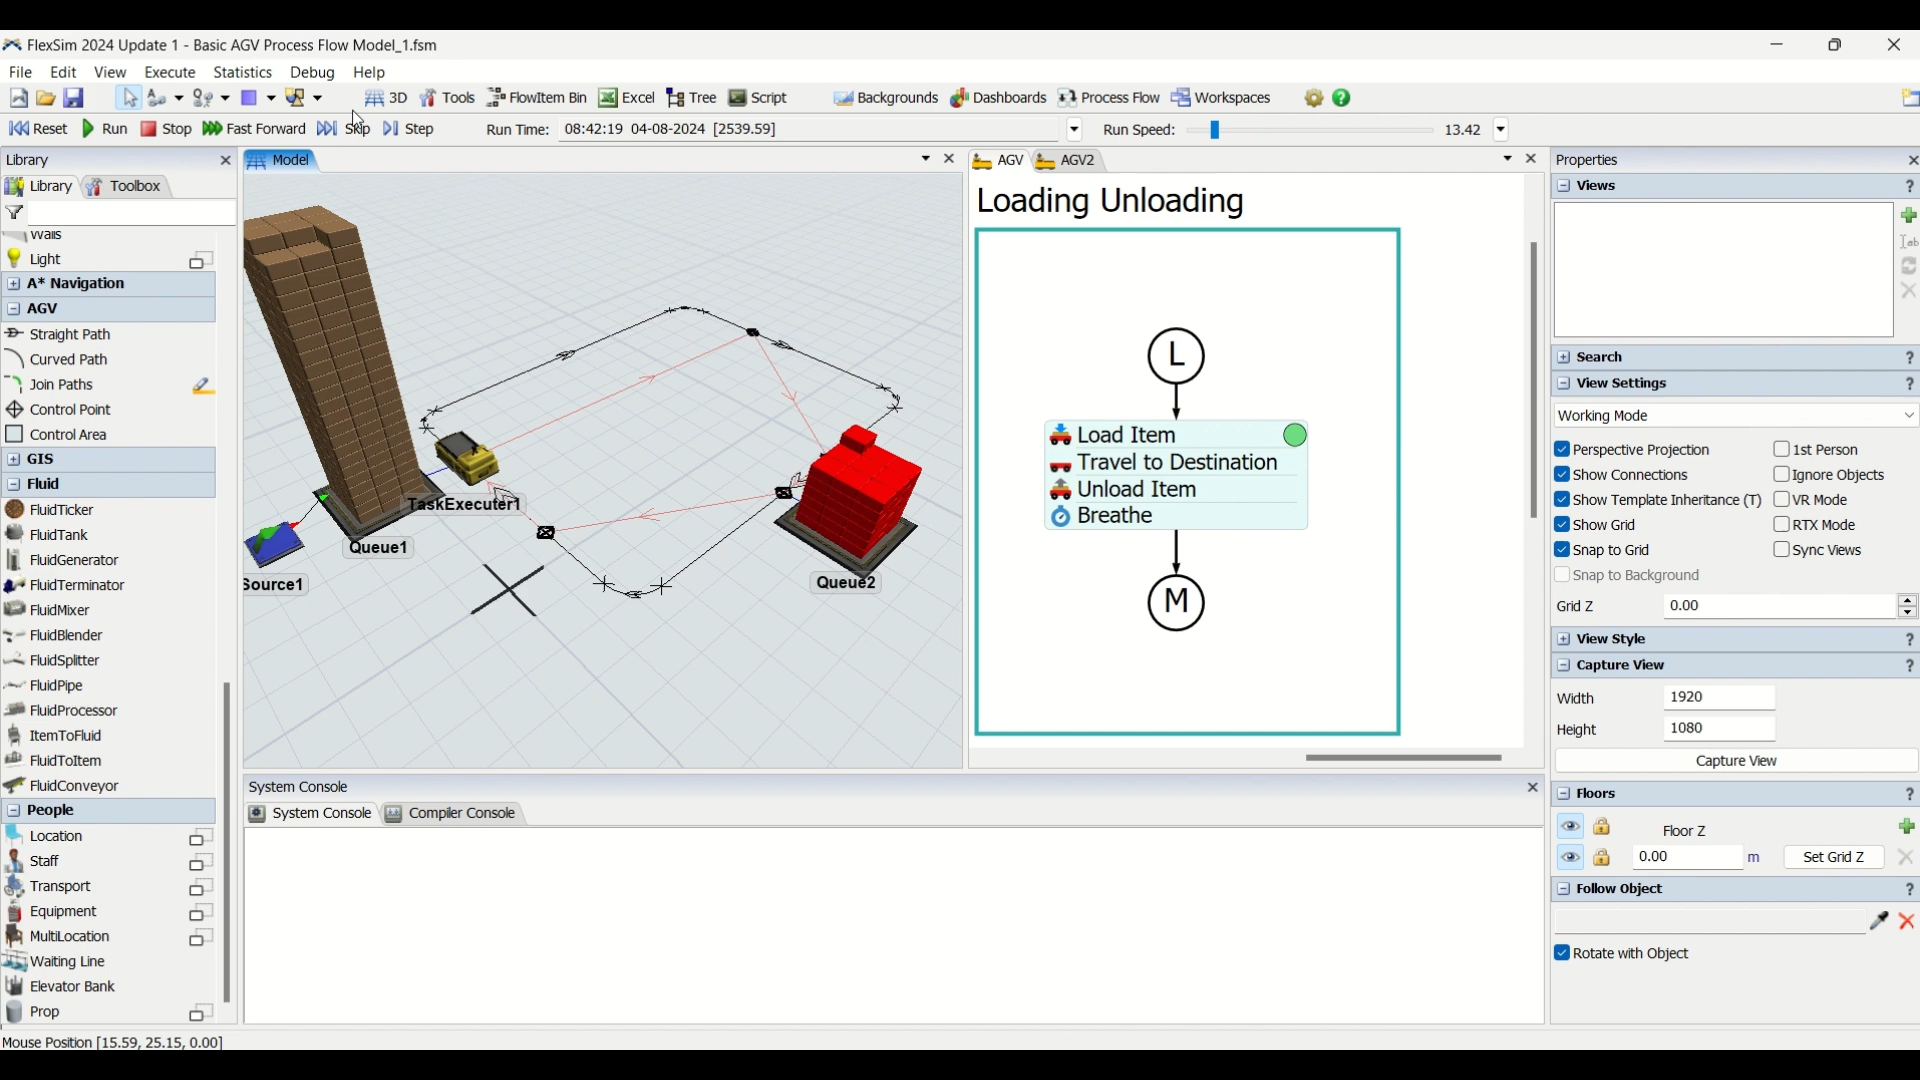 FlexSim 2024 Update 1 - Basic AGV Process Flow Model_1.fsm
File Edit View Execute Statistics Debug Help
3D Tools FlowItem Bin Excel Tree Script Backgrounds Dashboards Process Flow Workspaces
Reset Run Stop Fast Forward Skip Step Run Time: 08:42:19 04-08-2024 [2539.59] Run Speed: 13.42
Library
Library Toolbox
Walls
Light
A* Navigation
AGV
Straight Path
Curved Path
Join Paths
Control Point
Control Area
GIS
Fluid
FluidTicker
FluidTank
FluidGenerator
FluidTerminator
FluidMixer
FluidBlender
FluidSplitter
FluidPipe
FluidProcessor
ItemToFluid
FluidToItem
FluidConveyor
People
Location
Staff
Transport
Equipment
MultiLocation
Waiting Line
Elevator Bank
Prop
Model
TaskExecuter1
Queue1
Source1
Queue2
AGV AGV2
Loading Unloading
L
Load Item
Travel to Destination
Unload Item
Breathe
M
System Console
System Console Compiler Console
Properties
Views ?
ab
Search ?
View Settings ?
Working Mode
Perspective Projection 1st Person
Show Connections Ignore Objects
Show Template Inheritance (T) VR Mode
Show Grid RTX Mode
Snap to Grid Sync Views
Snap to Background
Grid Z 0.00
View Style ?
Capture View ?
Width 1920
Height 1080
Capture View
Floors ?
Floor Z
0.00 m Set Grid Z
Follow Object ?
Rotate with Object
Mouse Position [15.59, 25.15, 0.00]